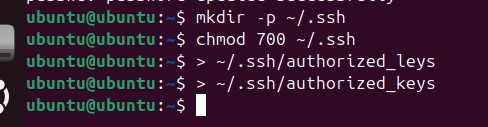 ubuntu@ubuntu:~$ mkdir -p ~/.ssh
ubuntu@ubuntu:~$ chmod 700 ~/.ssh
ubuntu@ubuntu:~$ > ~/.ssh/authorized_leys
ubuntu@ubuntu:~$ > ~/.ssh/authorized_keys
ubuntu@ubuntu:~$